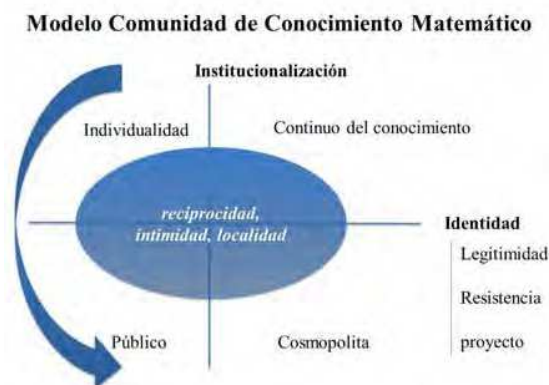 Modelo Comunidad de Conocimiento Matemático
Institucionalización
Individualidad
Continuo del conocimiento
reciprocidad,
intimidad, localidad
Identidad
Legitimidad
Resistencia
proyecto
Público
Cosmopolita